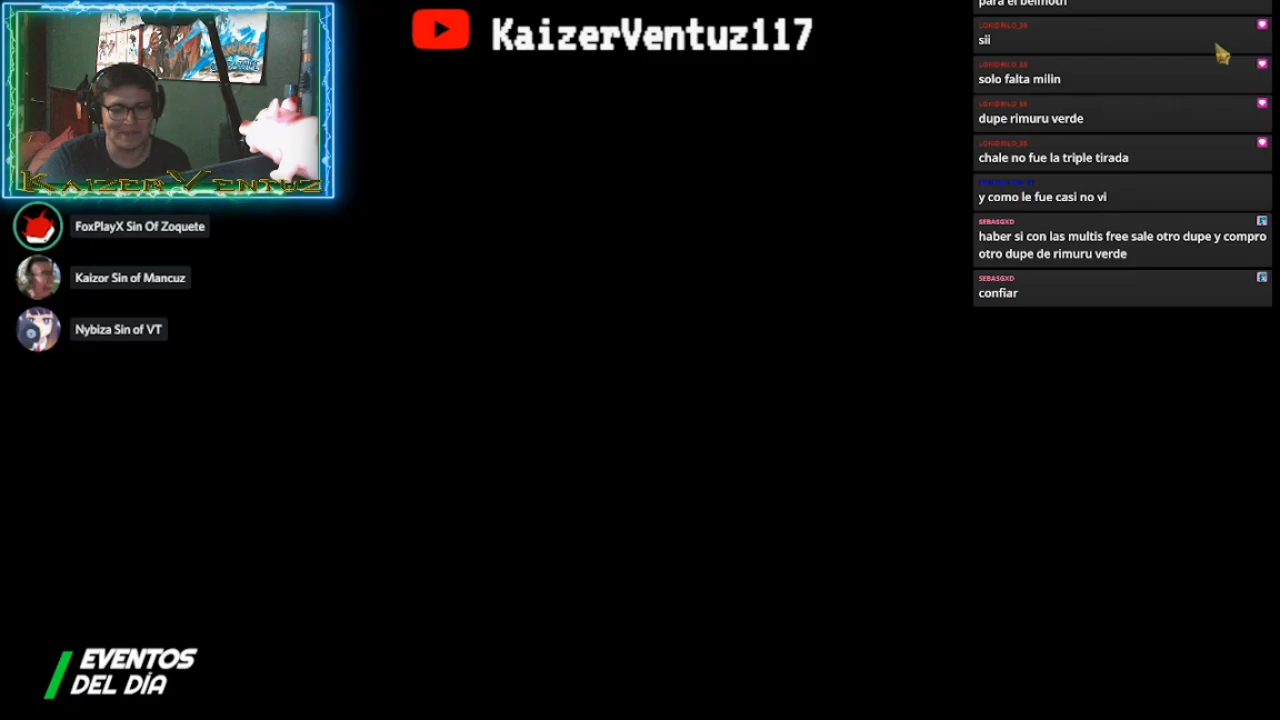 KaizerVentuz117
KaizerVentuz
FoxPlayX Sin Of Zoquete
Kaizor Sin of Mancuz
Nybiza Sin of VT
para el behmoth
sii
solo falta milin
dupe rimuru verde
chale no fue la triple tirada
y como le fue casi no vi
SEBASGXD
haber si con las multis free sale otro dupe y compro
otro dupe de rimuru verde
SEBASGXD
confiar
EVENTOS
DEL DÍA